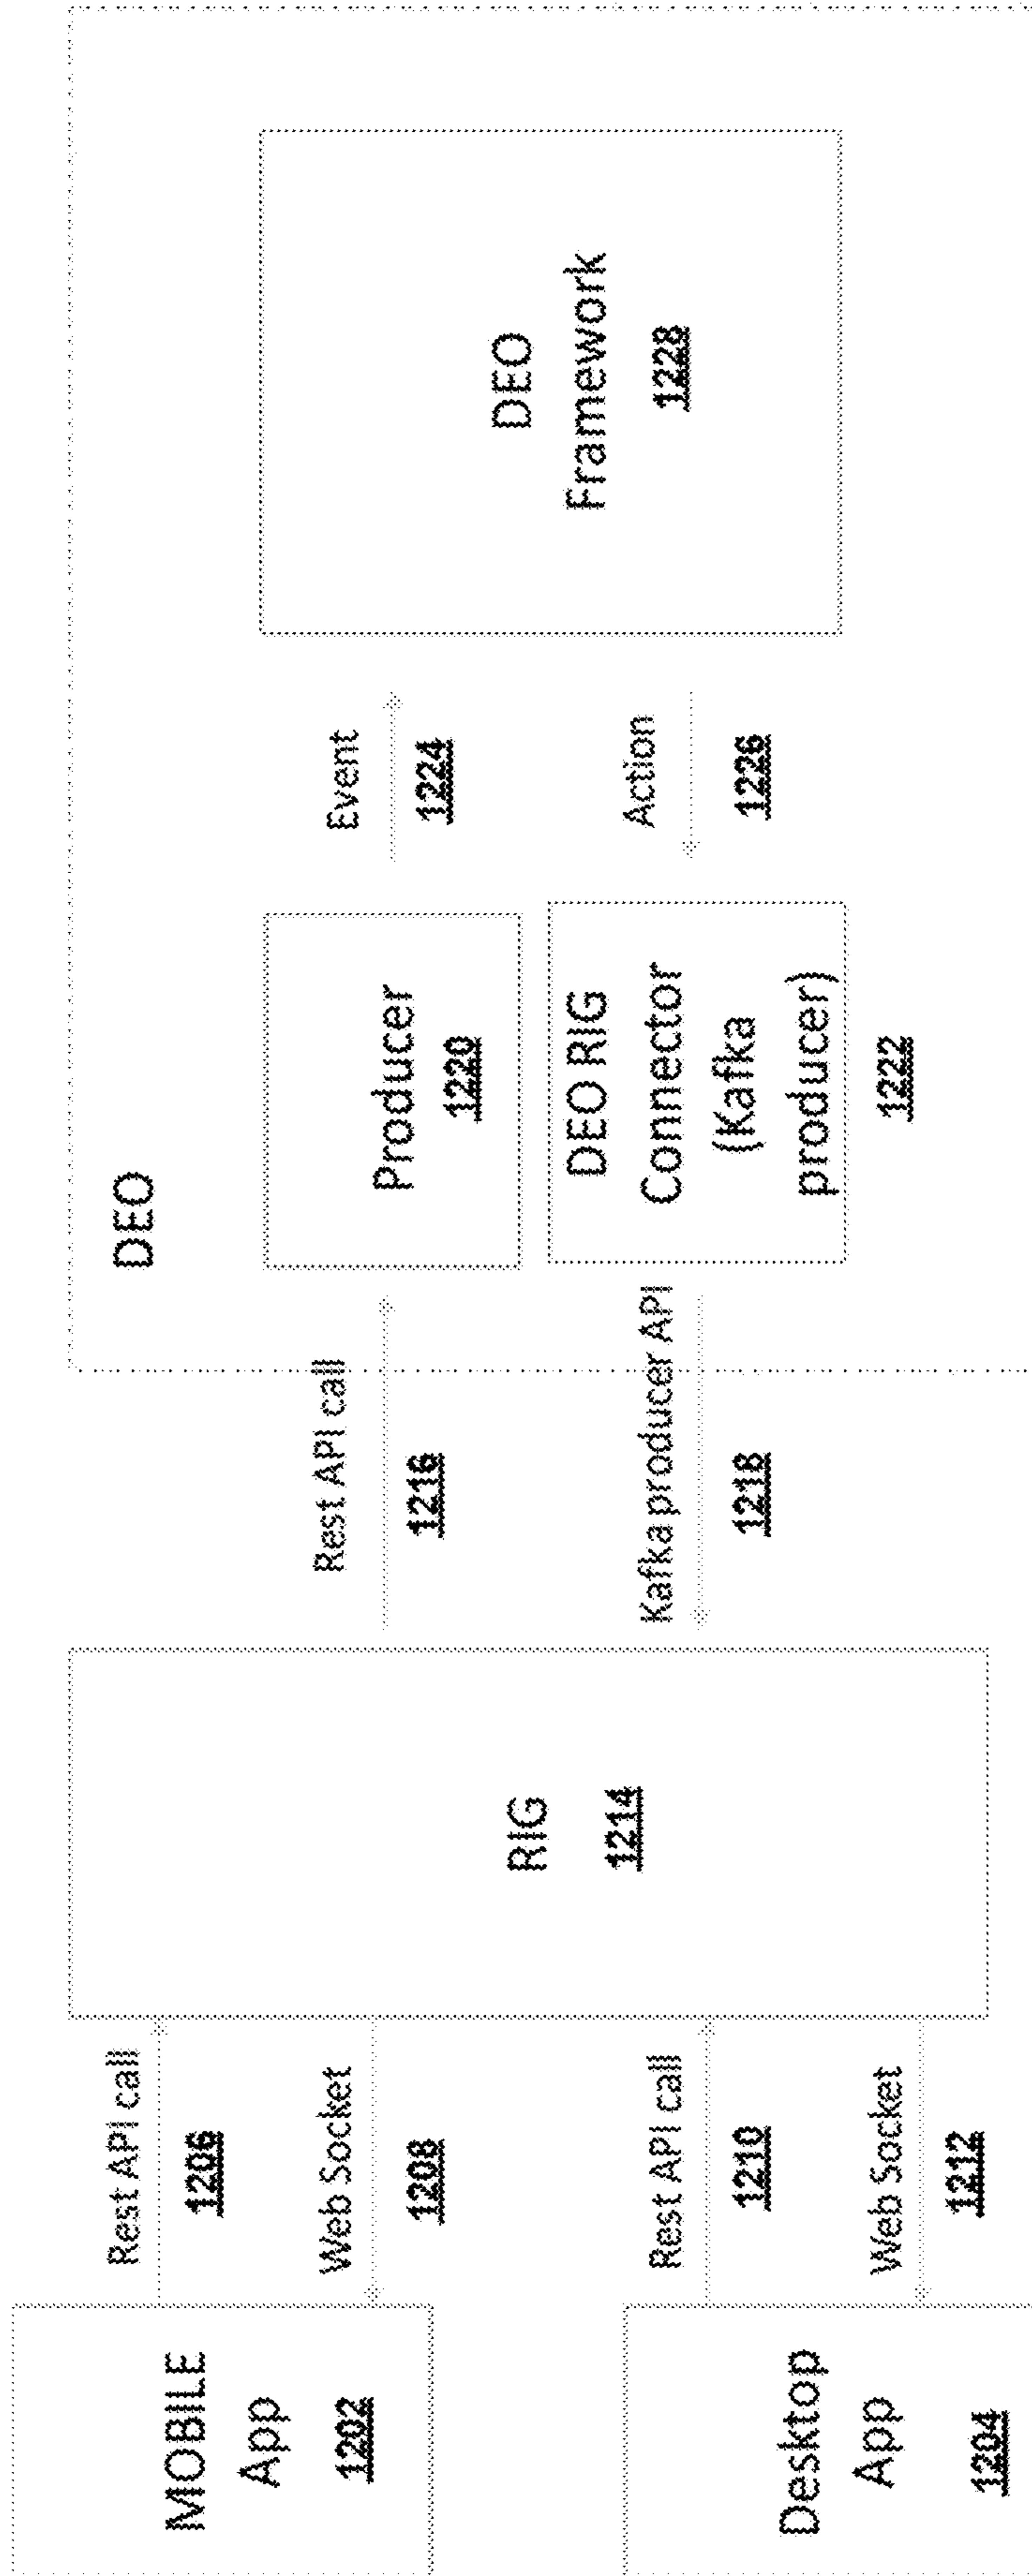 MOBILE
App
1202
Desktop
App
1204
Rest API call
1206
Web Socket
1208
Rest API call
1210
Web Socket
1212
RIG
1214
Rest API call
1216
Kafka producer API
1218
DEO
Producer
1220
DEO RIG
Connector
(Kafka
producer)
1222
Event
1224
Action
1226
DEO
Framework
1228